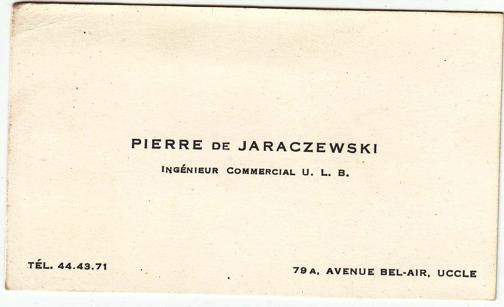 PIERRE DE JARACZEWSKI
INGÉNIEUR COMMERCIAL U. L. B.
TÉL. 44.43.71
79A, AVENUE BEL-AIR, UCCLE